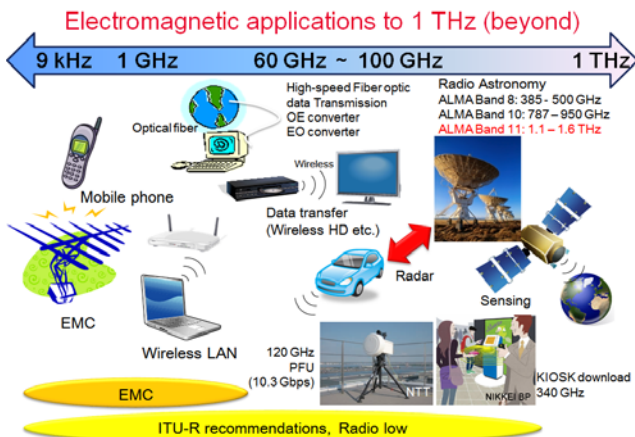 Electromagnetic applications to 1 THz (beyond)
9 kHz 1 GHz 60 GHz ~ 100 GHz 1 THz
High-speed Fiber optic
data Transmission
OE converter
EO converter
Optical fiber
Radio Astronomy
ALMA Band 8: 385 - 500 GHz
ALMA Band 10: 787 – 950 GHz
ALMA Band 11: 1.1 – 1.6 THz
Wireless
Mobile phone
Data transfer
(Wireless HD etc.)
Radar
Sensing
EMC
Wireless LAN
120 GHz
PFU
(10.3 Gbps)
NTT
NIKKEI BP
KIOSK download
340 GHz
EMC
ITU-R recommendations, Radio low